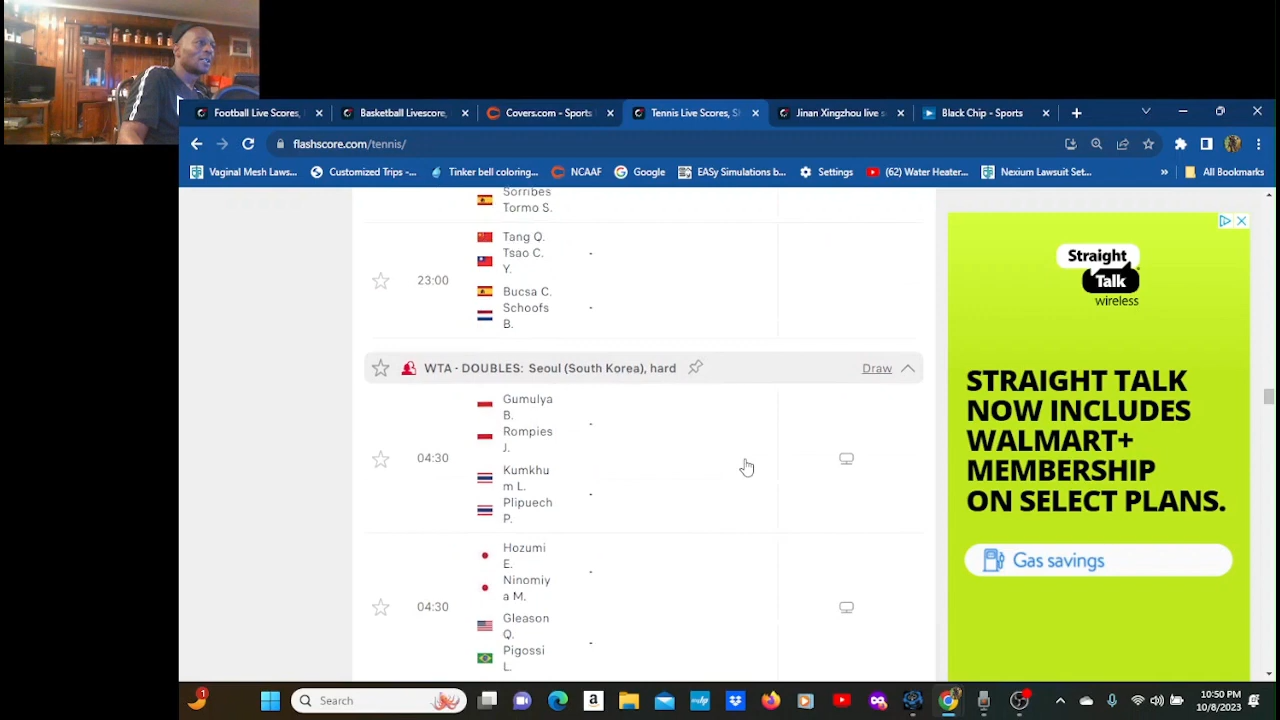 Football Live Scores,
Basketball Livescore,
Covers.com - Sports
Tennis Live Scores, S
Jinan Xingzhou live s
Black Chip - Sports
flashscore.com/tennis/
Vaginal Mesh Laws...
Customized Trips -...
Tinker bell coloring...
NCAAF
Google
EASy Simulations b...
Settings
(62) Water Heater...
Nexium Lawsuit Set...
»
All Bookmarks
Sorribes
Tormo S.
23:00
Tang Q.
Tsao C.
Y.
-
Bucsa C.
Schoofs
B.
-
WTA - DOUBLES: Seoul (South Korea), hard
Draw
04:30
Gumulya
B.
Rompies
J.
-
Kumkhu
m L.
Plipuech
P.
-
04:30
Hozumi
E.
Ninomiy
a M.
-
Gleason
Q.
Pigossi
L.
-
Straight
Talk
wireless
STRAIGHT TALK
NOW INCLUDES
WALMART+
MEMBERSHIP
ON SELECT PLANS.
Gas savings
1
Search
a
10:50 PM
10/8/2023